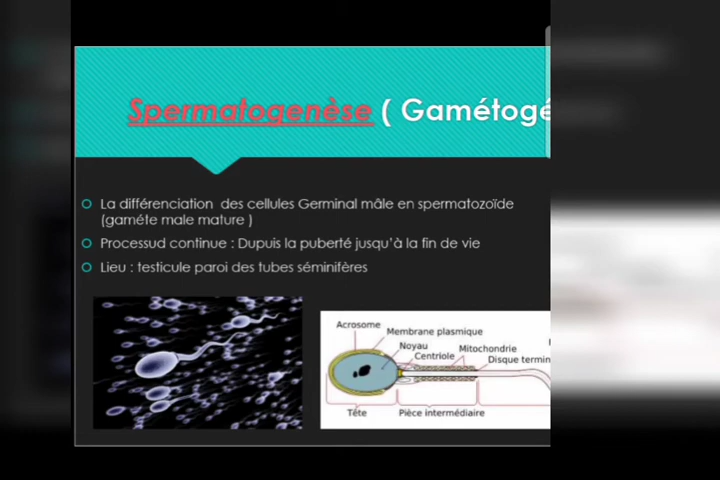 Spermatogenèse ( Gamétogé
La différenciation des cellules Germinal mâle en spermatozoïde
(gaméte male mature )
Processud continue : Dupuis la puberté jusqu'à la fin de vie
Lieu : testicule paroi des tubes séminifères
Acrosome
Membrane plasmique
Noyau
Mitochondrie
Centriole
Disque termin
Tête
Pièce intermédiaire